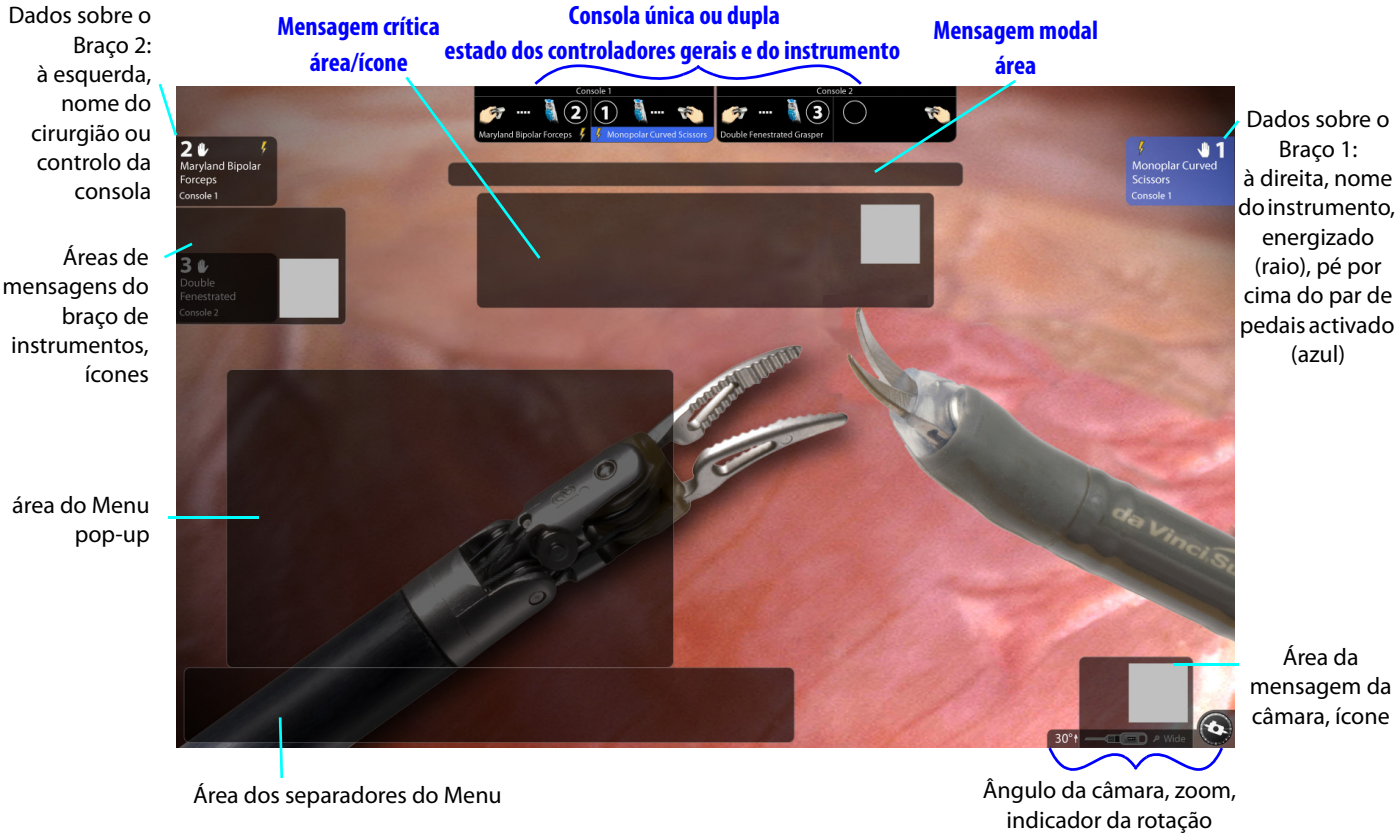 Dados sobre o
Braço 2:
à esquerda,
nome do
cirurgião ou
controlo da
consola
Mensagem crítica
área/ícone
Consola única ou dupla
estado dos controladores gerais e do instrumento
Mensagem modal
área
Console 1
Console 2
2
1
3
Maryland Bipolar Forceps
Monopolar Curved Scissors
Double Fenestrated Grasper
2
Maryland Bipolar
Forceps
Console 1
1
Monoplar Curved
Scissors
Console 1
Dados sobre o
Braço 1:
à direita, nome
do instrumento,
energizado
(raio), pé por
cima do par de
pedais activado
(azul)
Áreas de
mensagens do
braço de
instrumentos,
ícones
3
Double
Fenestrated
Console 2
área do Menu
pop-up
da Vinci.Su
Área da
mensagem da
câmara, ícone
30°
Wide
Área dos separadores do Menu
Ângulo da câmara, zoom,
indicador da rotação